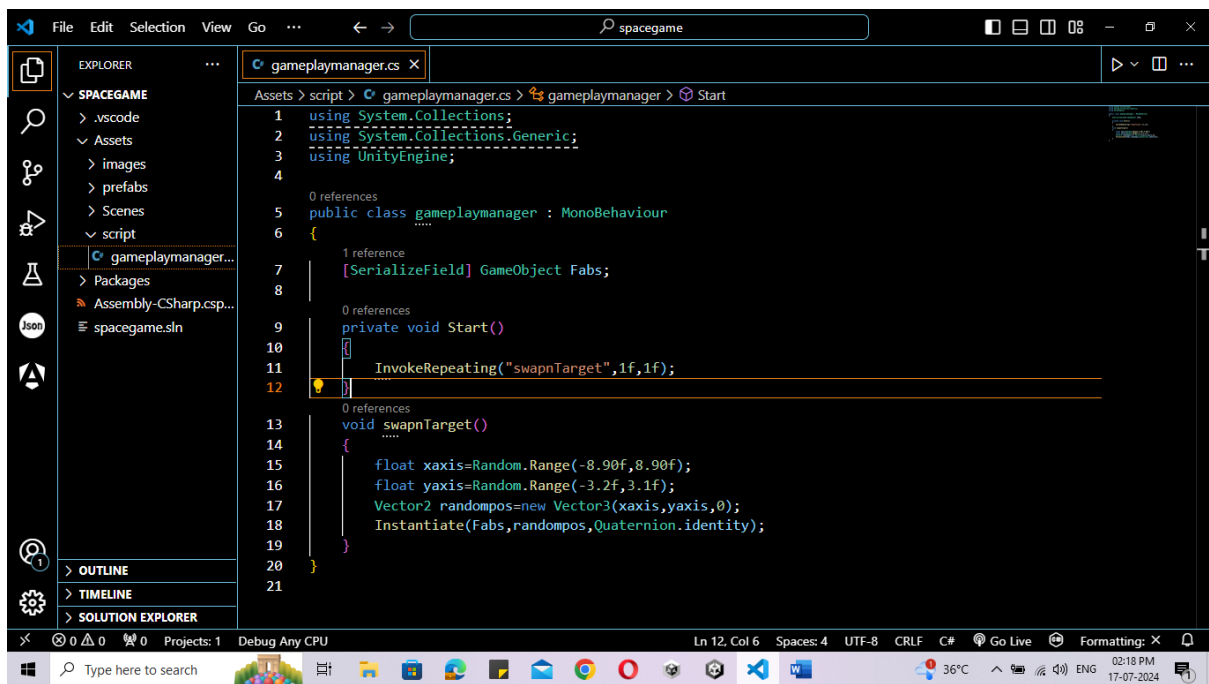 File Edit Selection View Go ··· ← → spacegame
EXPLORER ···
gameplaymanager.cs
SPACEGAME
.vscode
Assets
images
prefabs
Scenes
script
gameplaymanager...
Packages
Assembly-CSharp.csp...
spacegame.sln
OUTLINE
TIMELINE
SOLUTION EXPLORER
Json
1
Assets > script > gameplaymanager.cs > gameplaymanager > Start
1 using System.Collections;
2 using System.Collections.Generic;
3 using UnityEngine;
4
0 references
5 public class gameplaymanager : MonoBehaviour
6 {
1 reference
7 [SerializeField] GameObject Fabs;
8
0 references
9 private void Start()
10 {
11 InvokeRepeating("swapnTarget",1f,1f);
12 }
0 references
13 void swapnTarget()
14 {
15 float xaxis=Random.Range(-8.90f,8.90f);
16 float yaxis=Random.Range(-3.2f,3.1f);
17 Vector2 randompos=new Vector3(xaxis,yaxis,0);
18 Instantiate(Fabs,randompos,Quaternion.identity);
19 }
20 }
21
0 0 0 Projects: 1 Debug Any CPU Ln 12, Col 6 Spaces: 4 UTF-8 CRLF C# Go Live Formatting: ×
Type here to search 36°C ENG 02:18 PM
17-07-2024
1